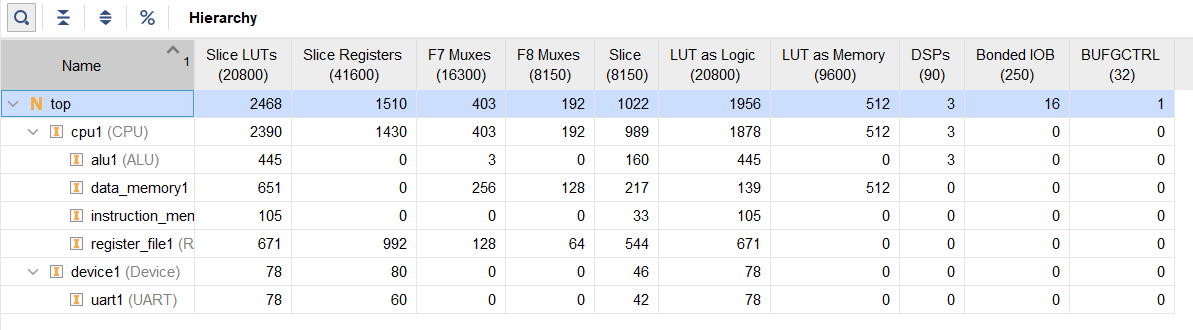 % Hierarchy
Name 1 Slice LUTs (20800) Slice Registers (41600) F7 Muxes (16300) F8 Muxes (8150) Slice (8150) LUT as Logic (20800) LUT as Memory (9600) DSPs (90) Bonded IOB (250) BUFGCTRL (32)
N top 2468 1510 403 192 1022 1956 512 3 16 1
I cpu1 (CPU) 2390 1430 403 192 989 1878 512 3 0 0
I alu1 (ALU) 445 0 3 0 160 445 0 3 0 0
I data_memory1 651 0 256 128 217 139 512 0 0 0
I instruction_men 105 0 0 0 33 105 0 0 0 0
I register_file1 (R 671 992 128 64 544 671 0 0 0 0
I device1 (Device) 78 80 0 0 46 78 0 0 0 0
I uart1 (UART) 78 60 0 0 42 78 0 0 0 0